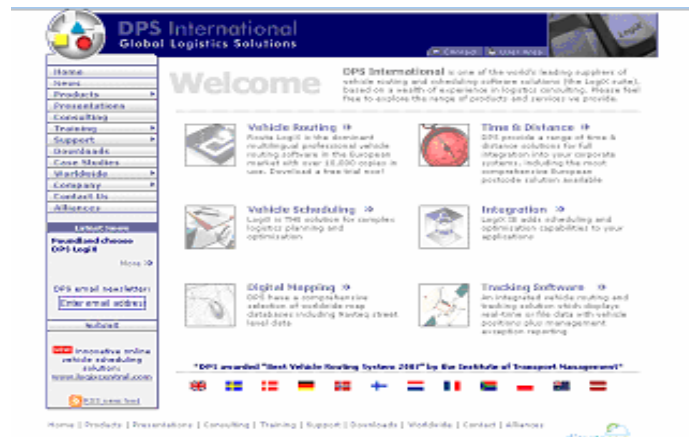 DPS International
Global Logistics Solutions
Contact
User Area
Home
News
Products
Presentations
Consulting
Training
Support
Downloads
Case Studies
Worldwide
Company
Contact Us
Alliances
Latest News
Poundland choose
DPS LogiX
More
DPS email newsletter:
Enter email address
Submit
NEW Innovative online
vehicle scheduling
solution:
www.logixcentral.com
RSS news feed
Welcome
DPS International is one of the world's leading suppliers of
vehicle routing and scheduling software solutions (the LogiX suite),
based on a wealth of experience in logistics consulting. Please feel
free to explore the range of products and services we provide.
Vehicle Routing
Route LogiX is the dominant
multilingual professional vehicle
routing software in the European
market with over 10,000 copies in
use. Download a free trial now!
Time & Distance
DPS provide a range of time &
distance solutions for full
integration into your corporate
systems, including the most
comprehensive European
postcode solution available
Vehicle Scheduling
LogiX is THE solution for complex
logistics planning and
optimisation
Integration
LogiX IE adds scheduling and
optimisation capabilities to your
applications
Digital Mapping
DPS have a comprehensive
selection of worldwide map
databases including Navteq street
level data
Tracking Software
An integrated vehicle routing and
tracking solution which displays
real-time or file data with vehicle
positions plus management
exception reporting
"DPS awarded "Best Vehicle Routing System 2003" by the Institute of Transport Management"
Home | Products | Presentations | Consulting | Training | Support | Downloads | Worldwide | Contact | Alliances